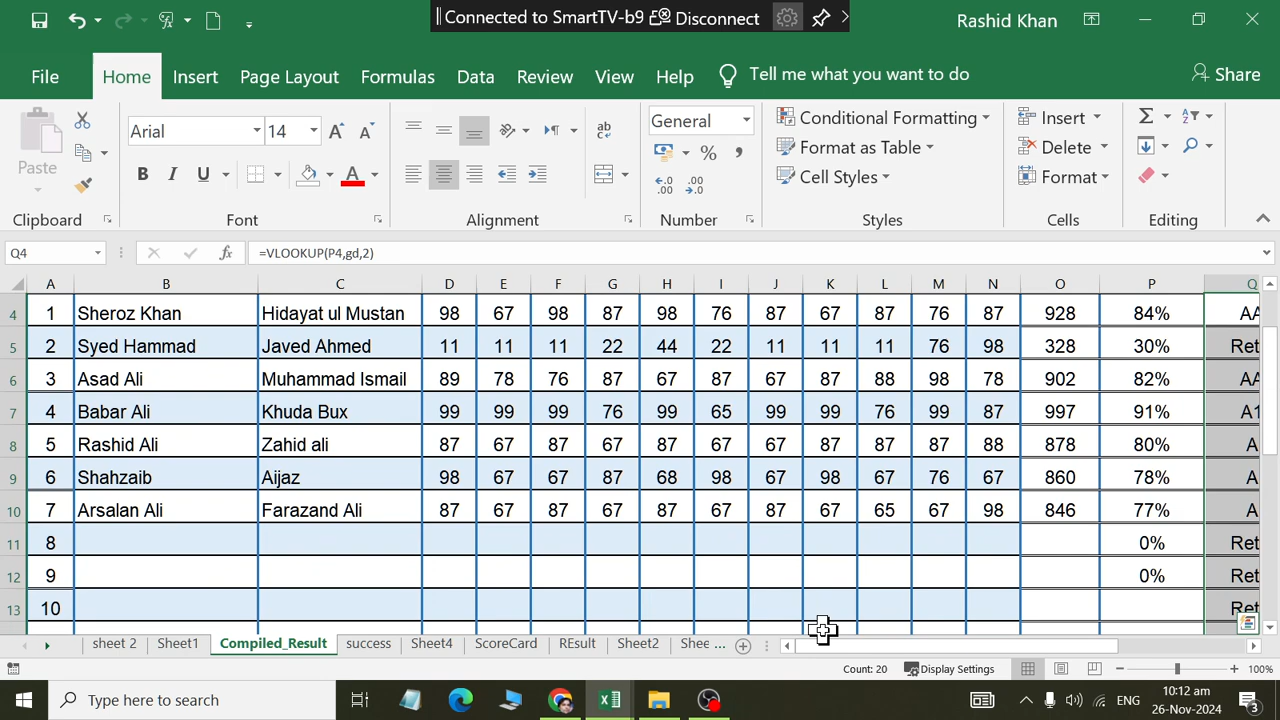 Connected to SmartTV-b9 Disconnect
Rashid Khan
File Home Insert Page Layout Formulas Data Review View Help Tell me what you want to do Share
Arial 14 General Conditional Formatting Insert
Paste B I U A % Format as Table Delete
Cell Styles Format
Clipboard Font Alignment Number Styles Cells Editing
Q4 fx =VLOOKUP(P4,gd,2)
A B C D E F G H I J K L M N O P Q
4 1 Sheroz Khan Hidayat ul Mustan 98 67 98 87 98 76 87 67 87 76 87 928 84% AA
5 2 Syed Hammad Javed Ahmed 11 11 11 22 44 22 11 11 11 76 98 328 30% Ret
6 3 Asad Ali Muhammad Ismail 89 78 76 87 67 87 67 87 88 98 78 902 82% AA
7 4 Babar Ali Khuda Bux 99 99 99 76 99 65 99 99 76 99 87 997 91% A1
8 5 Rashid Ali Zahid ali 87 67 87 67 87 67 67 87 87 87 88 878 80% A
9 6 Shahzaib Aijaz 98 67 67 87 68 98 67 98 67 76 67 860 78% A
10 7 Arsalan Ali Farazand Ali 87 67 87 67 87 67 87 67 65 67 98 846 77% A
11 8 0% Ret
12 9 0% Ret
13 10 Ret
sheet 2 Sheet1 Compiled_Result success Sheet4 ScoreCard REsult Sheet2 Shee ...
Count: 20 Display Settings 100%
Type here to search ENG 10:12 am
26-Nov-2024 3